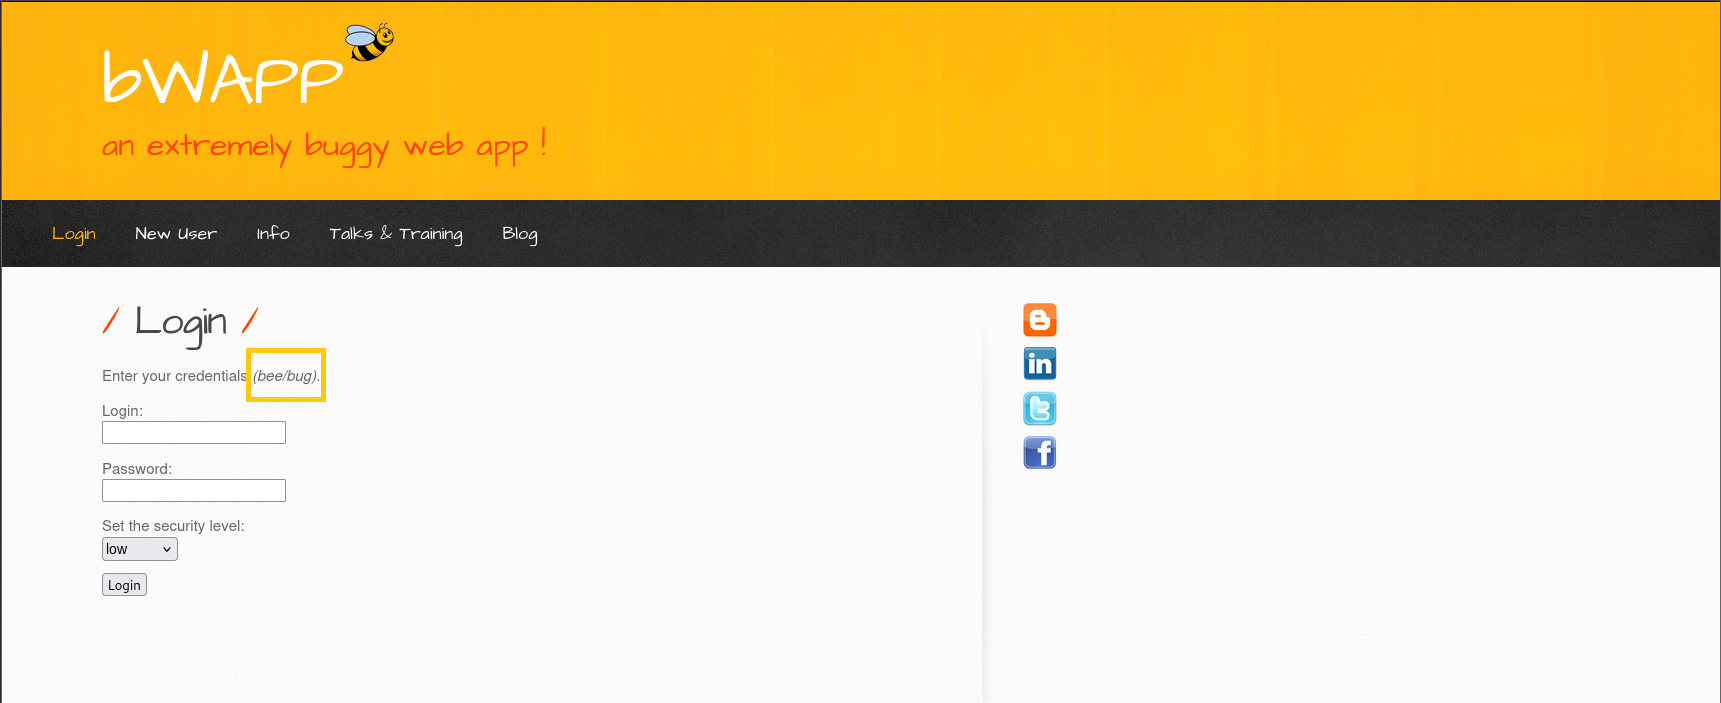 bWAPP
an extremely buggy web app !
Login New User Info Talks & Training Blog
/ Login /
Enter your credentials (bee/bug).
Login:
Password:
Set the security level:
low
Login